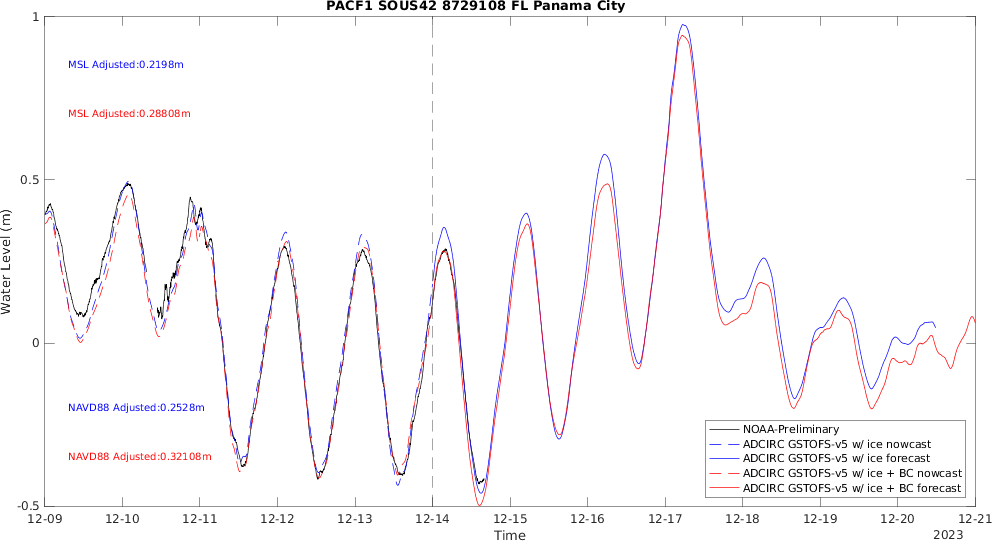 PACF1 SOUS42 8729108 FL Panama City
MSL Adjusted:0.2198m
MSL Adjusted:0.28808m
NAVD88 Adjusted:0.2528m
NAVD88 Adjusted:0.32108m
Water Level (m)
1
0.5
0
-0.5
NOAA-Preliminary
ADCIRC GSTOFS-v5 w/ ice nowcast
ADCIRC GSTOFS-v5 w/ ice forecast
ADCIRC GSTOFS-v5 w/ ice + BC nowcast
ADCIRC GSTOFS-v5 w/ ice + BC forecast
12-09 12-10 12-11 12-12 12-13 12-14 12-15 12-16 12-17 12-18 12-19 12-20 12-21
Time
2023